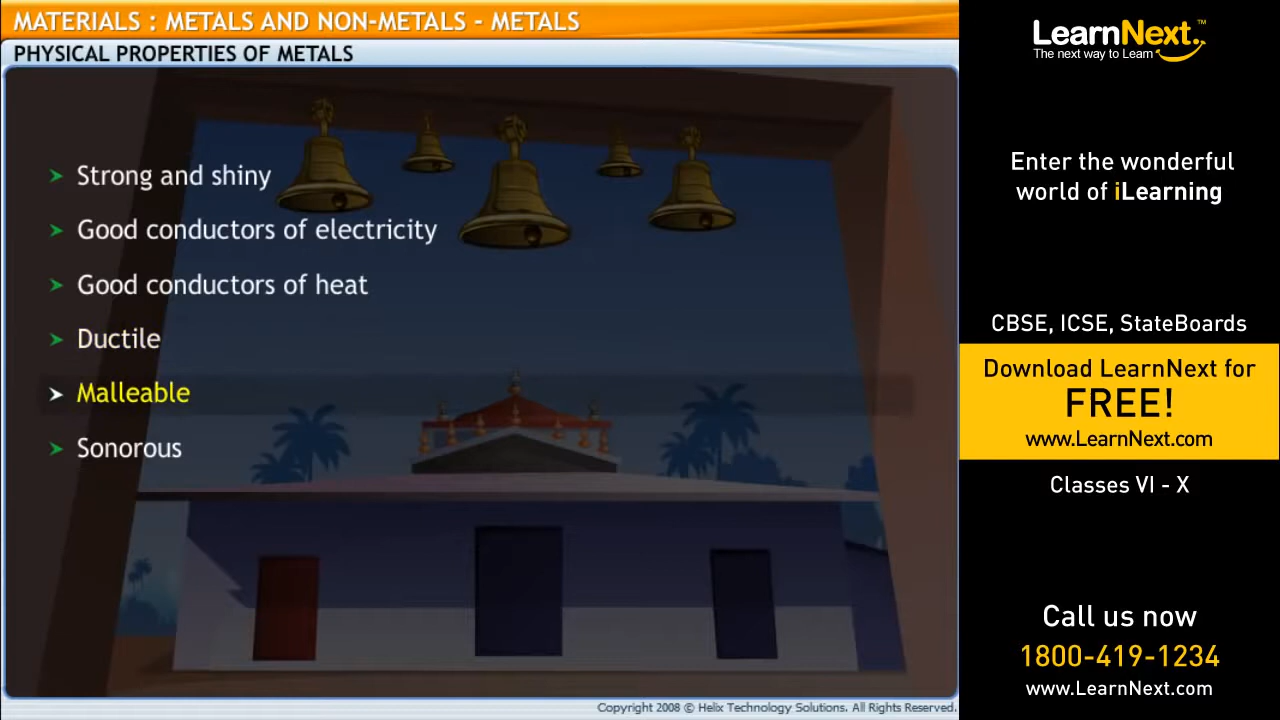 MATERIALS : METALS AND NON-METALS - METALS
PHYSICAL PROPERTIES OF METALS
Strong and shiny
Good conductors of electricity
Good conductors of heat
Ductile
Malleable
Sonorous
Copyright 2008 © Helix Technology Solutions. All Rights Reserved.
LearnNext.™
The next way to Learn
Enter the wonderful
world of iLearning
CBSE, ICSE, StateBoards
Download LearnNext for
FREE!
www.LearnNext.com
Classes VI - X
Call us now
1800-419-1234
www.LearnNext.com